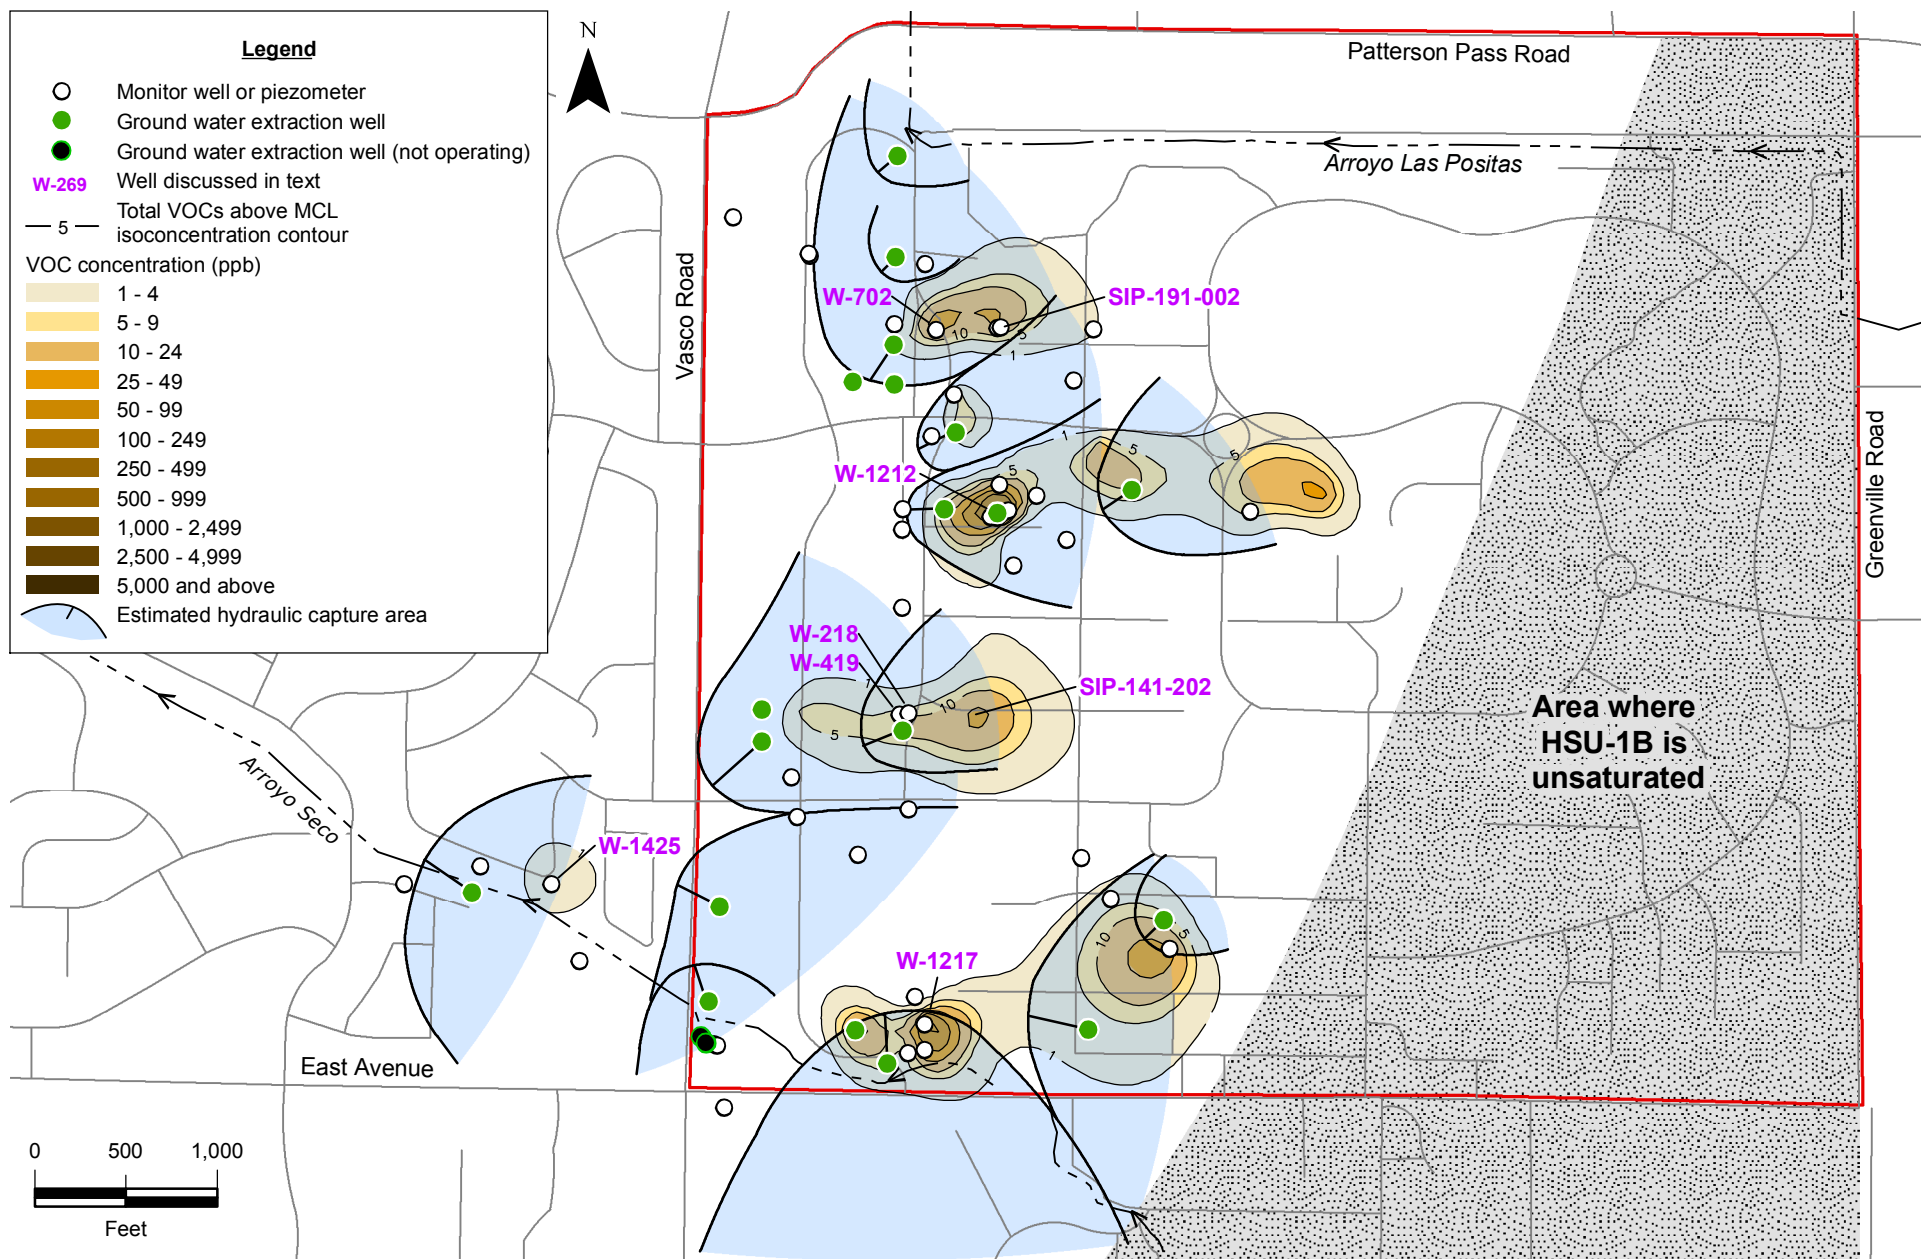 Legend
Monitor well or piezometer
Ground water extraction well
Ground water extraction well (not operating)
W-269 Well discussed in text
5 Total VOCs above MCL
isoconcentration contour
VOC concentration (ppb)
1 - 4
5 - 9
10 - 24
25 - 49
50 - 99
100 - 249
250 - 499
500 - 999
1,000 - 2,499
2,500 - 4,999
5,000 and above
Estimated hydraulic capture area
N
Patterson Pass Road
Arroyo Las Positas
Vasco Road
Greenville Road
W-702
SIP-191-002
10
5
1
1
5
5
5
W-1212
W-218
W-419
SIP-141-202
1
10
5
Area where
HSU-1B is
unsaturated
Arroyo Seco
W-1425
1
W-1217
10
5
1
East Avenue
0 500 1,000
Feet